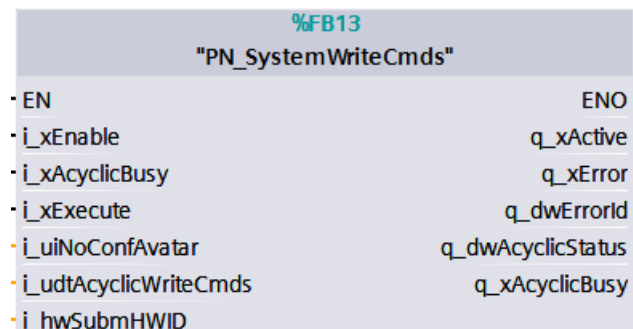 %FB13
"PN_SystemWriteCmds"
EN ENO
i_xEnable q_xActive
i_xAcyclicBusy q_xError
i_xExecute q_dwErrorId
i_uiNoConfAvatar q_dwAcyclicStatus
i_udtAcyclicWriteCmds q_xAcyclicBusy
i_hwSubmHWID